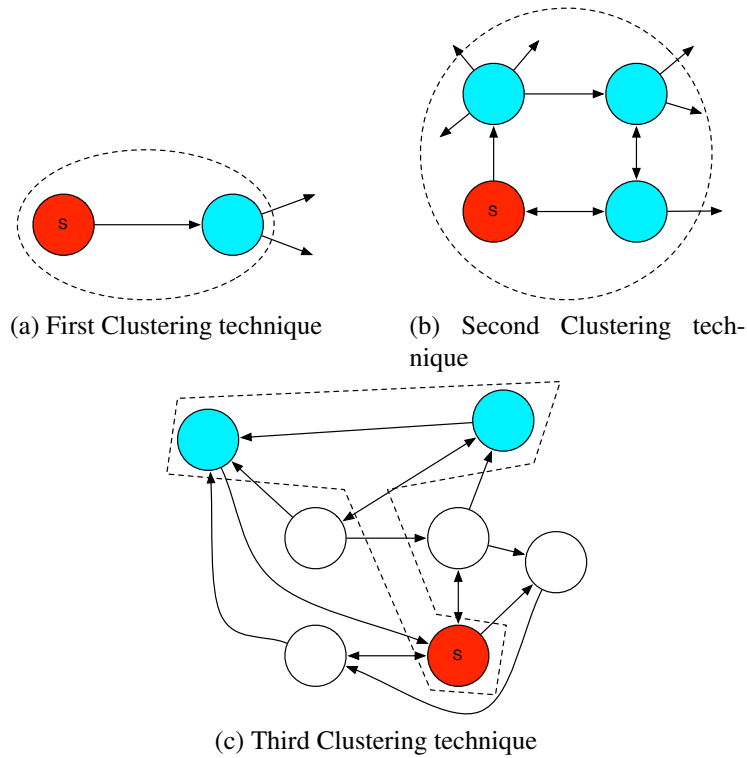 S
S
(a) First Clustering technique
(b) Second Clustering tech-
nique
S
(c) Third Clustering technique